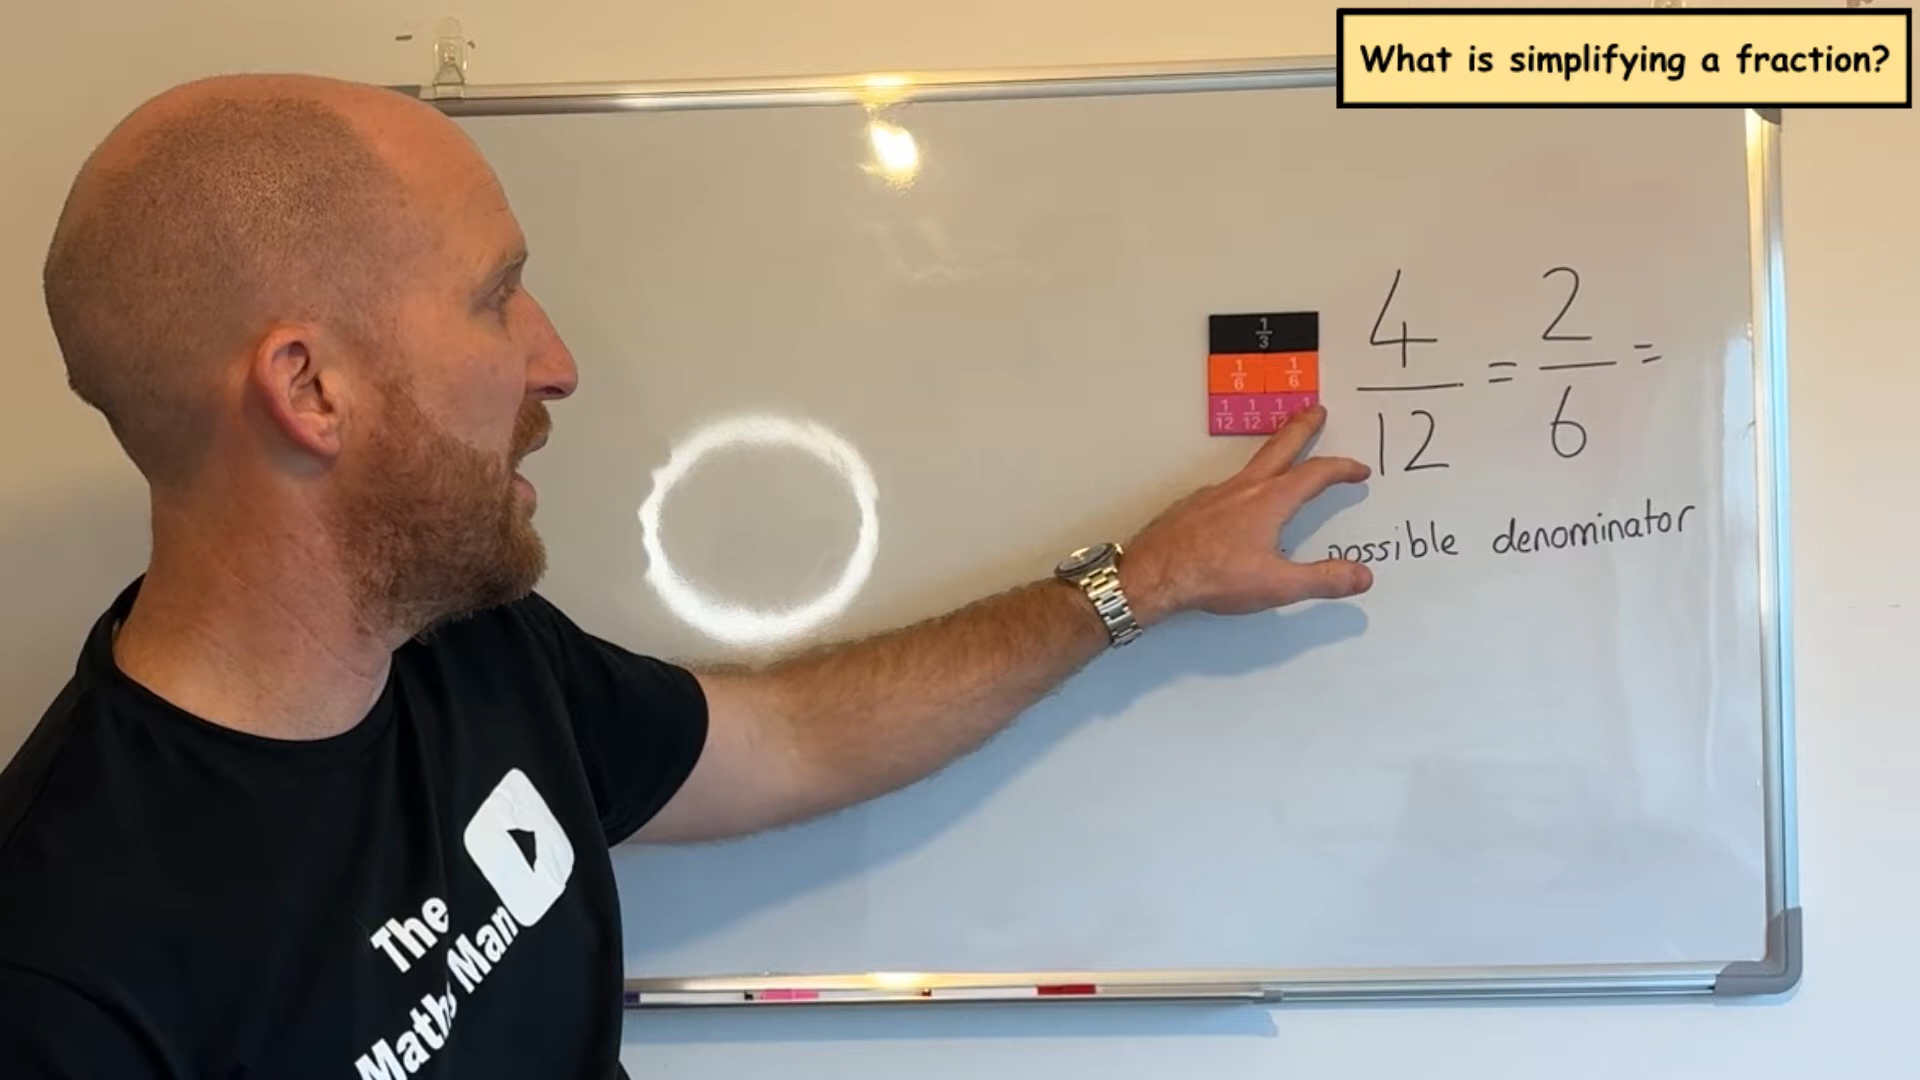 What is simplifying a fraction?
1/3
1/6 1/6
1/12 1/12 1/12
4/12 = 2/6 =
possible denominator
The
Maths Man